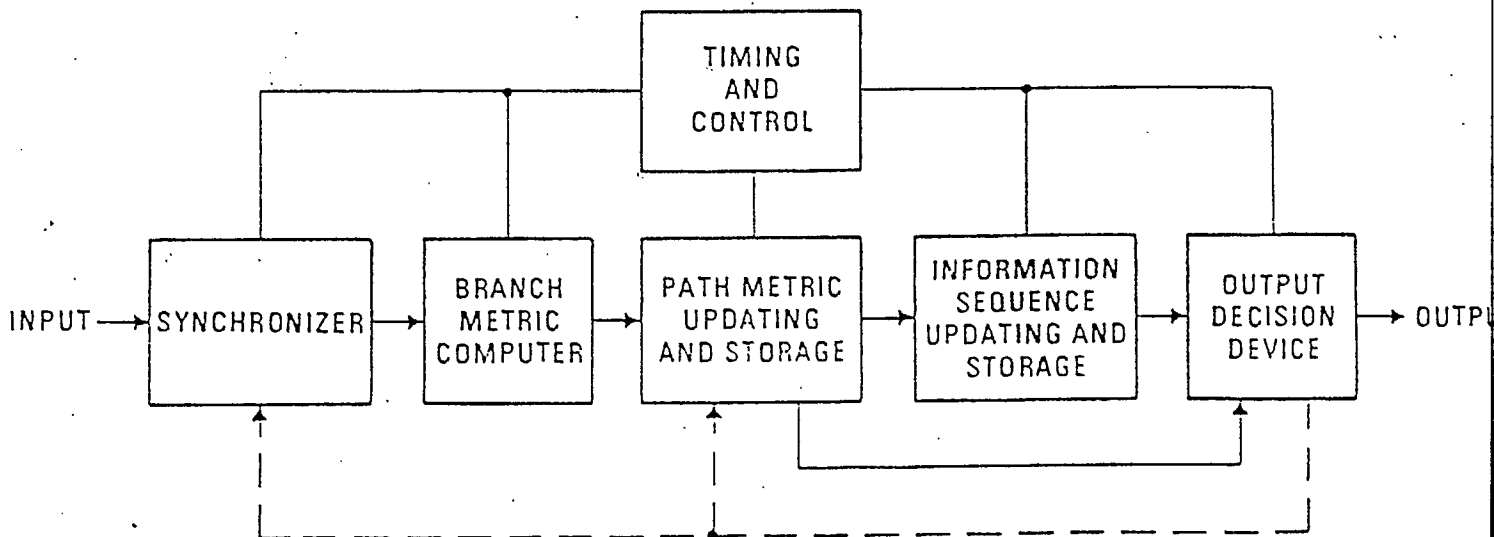 TIMING
AND
CONTROL
INPUT
SYNCHRONIZER
BRANCH
METRIC
COMPUTER
PATH METRIC
UPDATING
AND STORAGE
INFORMATION
SEQUENCE
UPDATING AND
STORAGE
OUTPUT
DECISION
DEVICE
OUTPU